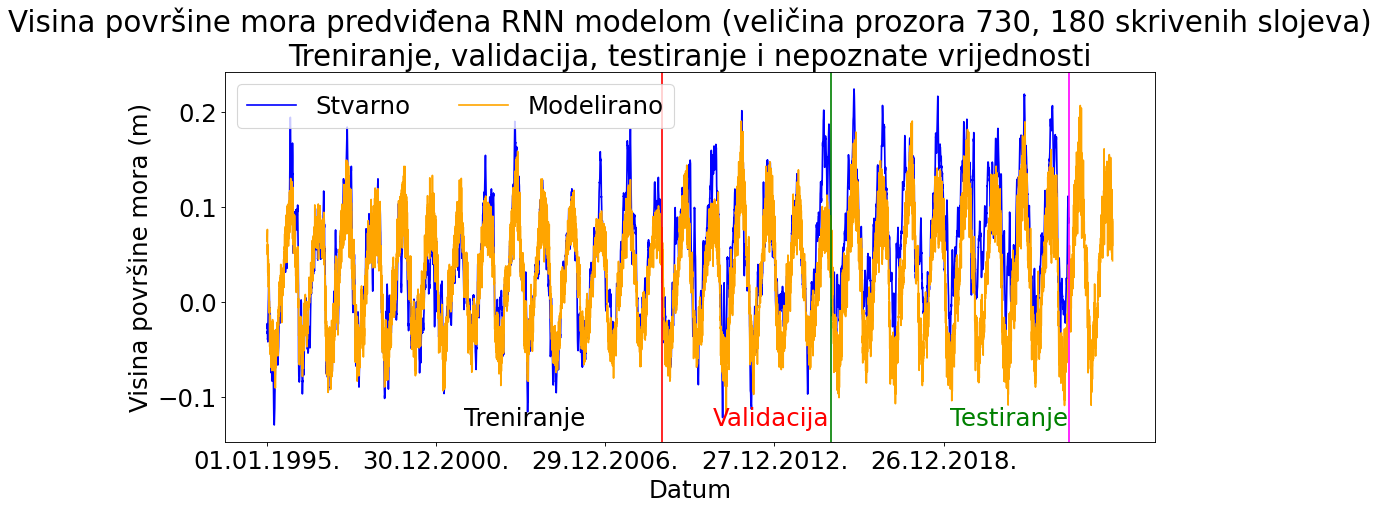 Visina površine mora predviđena RNN modelom (veličina prozora 730, 180 skrivenih slojeva)
Treniranje, validacija, testiranje i nepoznate vrijednosti
Stvarno
Modelirano
Visina površine mora (m)
0.2
0.1
0.0
−0.1
Treniranje
Validacija
Testiranje
01.01.1995.
30.12.2000.
29.12.2006.
27.12.2012.
26.12.2018.
Datum